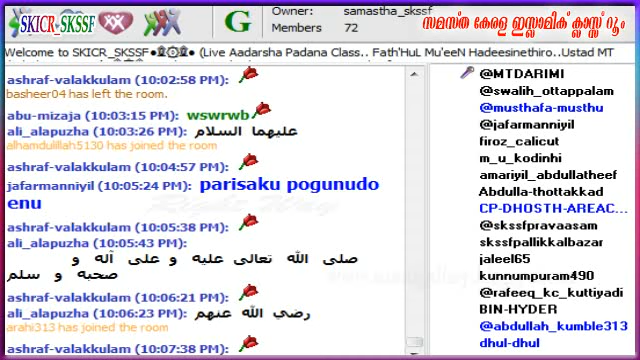 SKICR_SKSSF
G
Owner: samastha_skssf
Members 72
സമസ്ത കേരള ഇസ്ലാമിക് ക്ലാസ്സ് റൂം
Welcome to SKICR_SKSSF (Live Aadarsha Padana Class.. Fath'HuL Mu'eeN Hadeesinethiro..Ustad MT
ashraf-valakkulam (10:02:58 PM):
basheer04 has left the room.
abu-mizaja (10:03:15 PM): wswrwb
ali_alapuzha (10:03:26 PM): عليهما السلام
alhamdulillah5130 has joined the room
ashraf-valakkulam (10:04:57 PM):
jafarmanniyil (10:05:24 PM): parisaku pogunudo
enu
ashraf-valakkulam (10:05:38 PM):
ali_alapuzha (10:05:43 PM):
صلى الله تعالى عليه و على آله و
صحبه و سلم
ashraf-valakkulam (10:06:21 PM):
ali_alapuzha (10:06:23 PM): رضي الله عنهم
arahi313 has joined the room
ashraf-valakkulam (10:07:38 PM):
@MTDARIMI
@swalih_ottappalam
@musthafa-musthu
@jafarmanniyil
firoz_calicut
m_u_kodinhi
amariyil_abdullatheef
Abdulla-thottakkad
CP-DHOSTH-AREAC...
@skssfpravaasam
skssfpallikkalbazar
jaleel65
kunnumpuram490
@rafeeq_kc_kuttiyadi
BIN-HYDER
@abdullah_kumble313
dhul-dhul